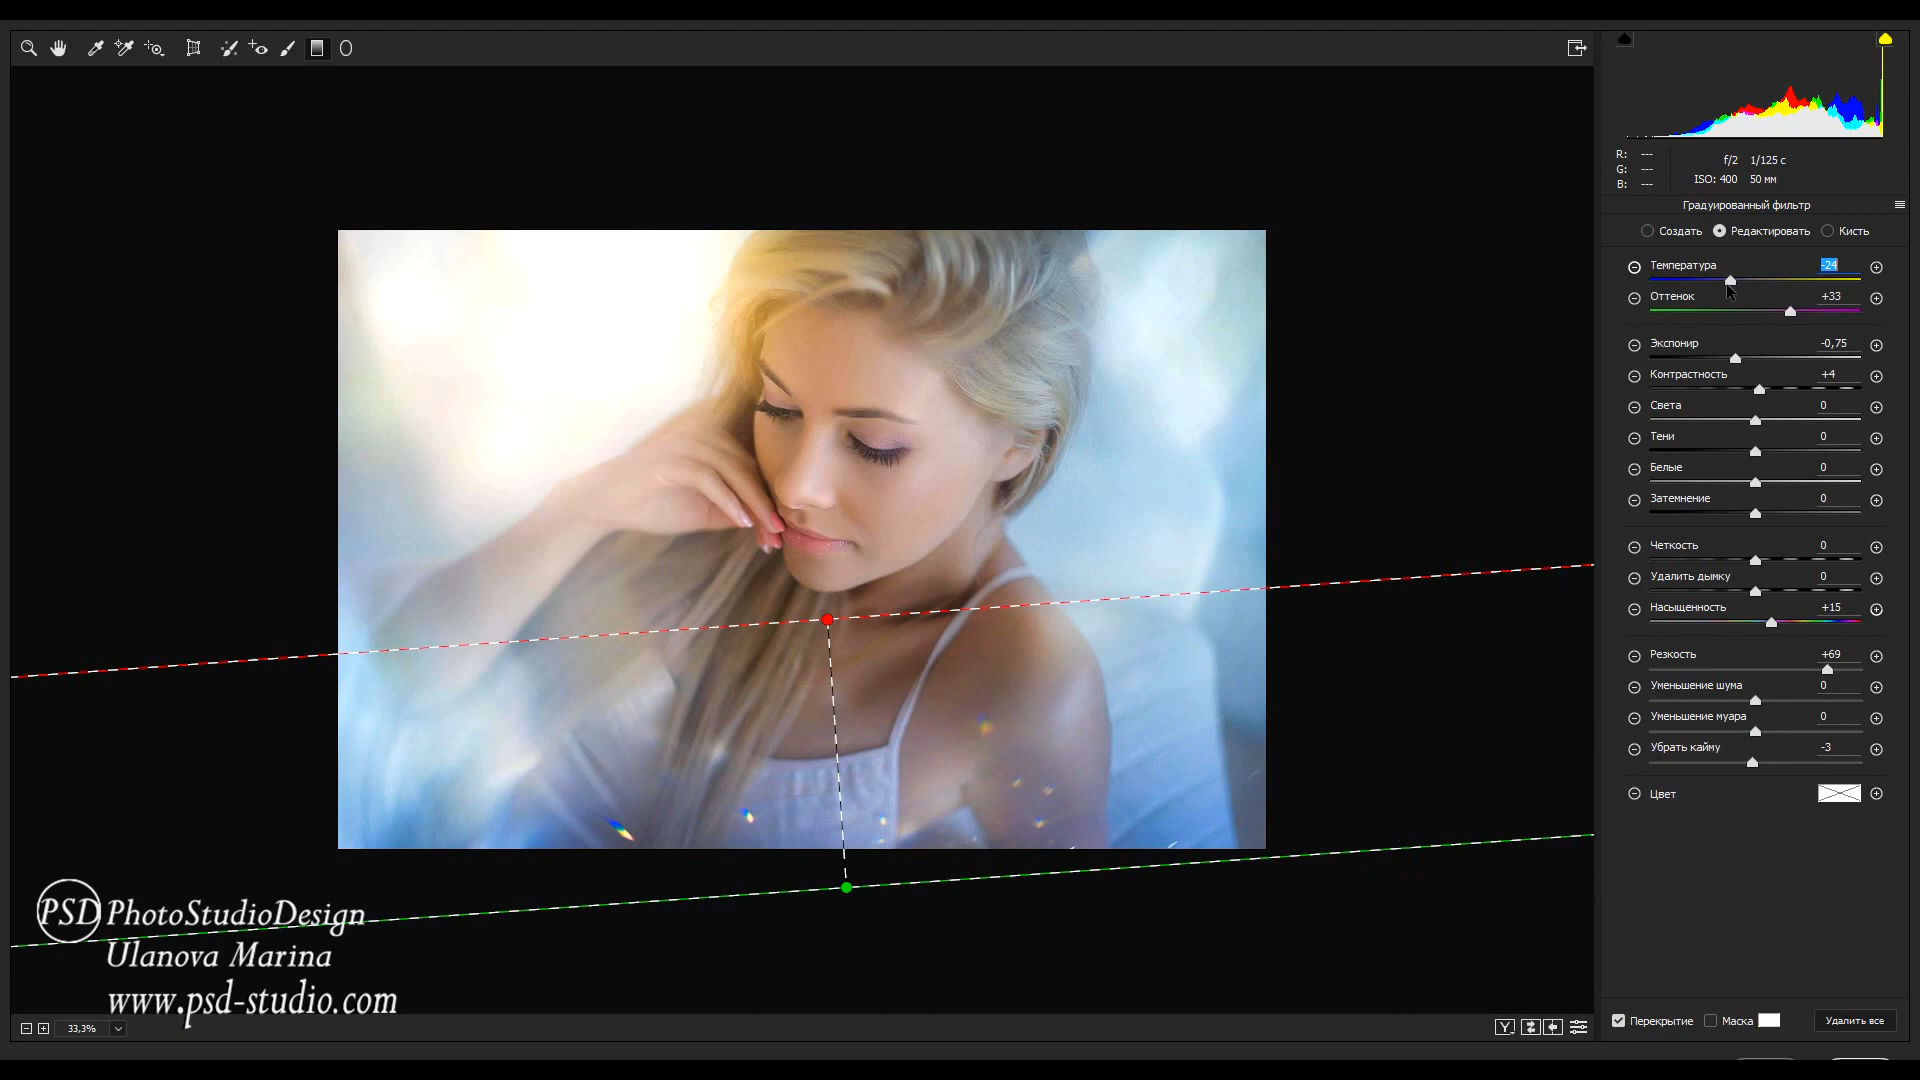 R: ---
G: ---
B: ---
f/2 1/125 с
ISO: 400 50 мм
Градуированный фильтр
Создать Редактировать Кисть
Температура -24
Оттенок +33
Экспонир -0,75
Контрастность +4
Света 0
Тени 0
Белые 0
Затемнение 0
Четкость 0
Удалить дымку 0
Насыщенность +15
Резкость +69
Уменьшение шума 0
Уменьшение муара 0
Убрать кайму -3
Цвет
PSD PhotoStudioDesign
Ulanova Marina
www.psd-studio.com
33,3%
Y
Перекрытие Маска Удалить все